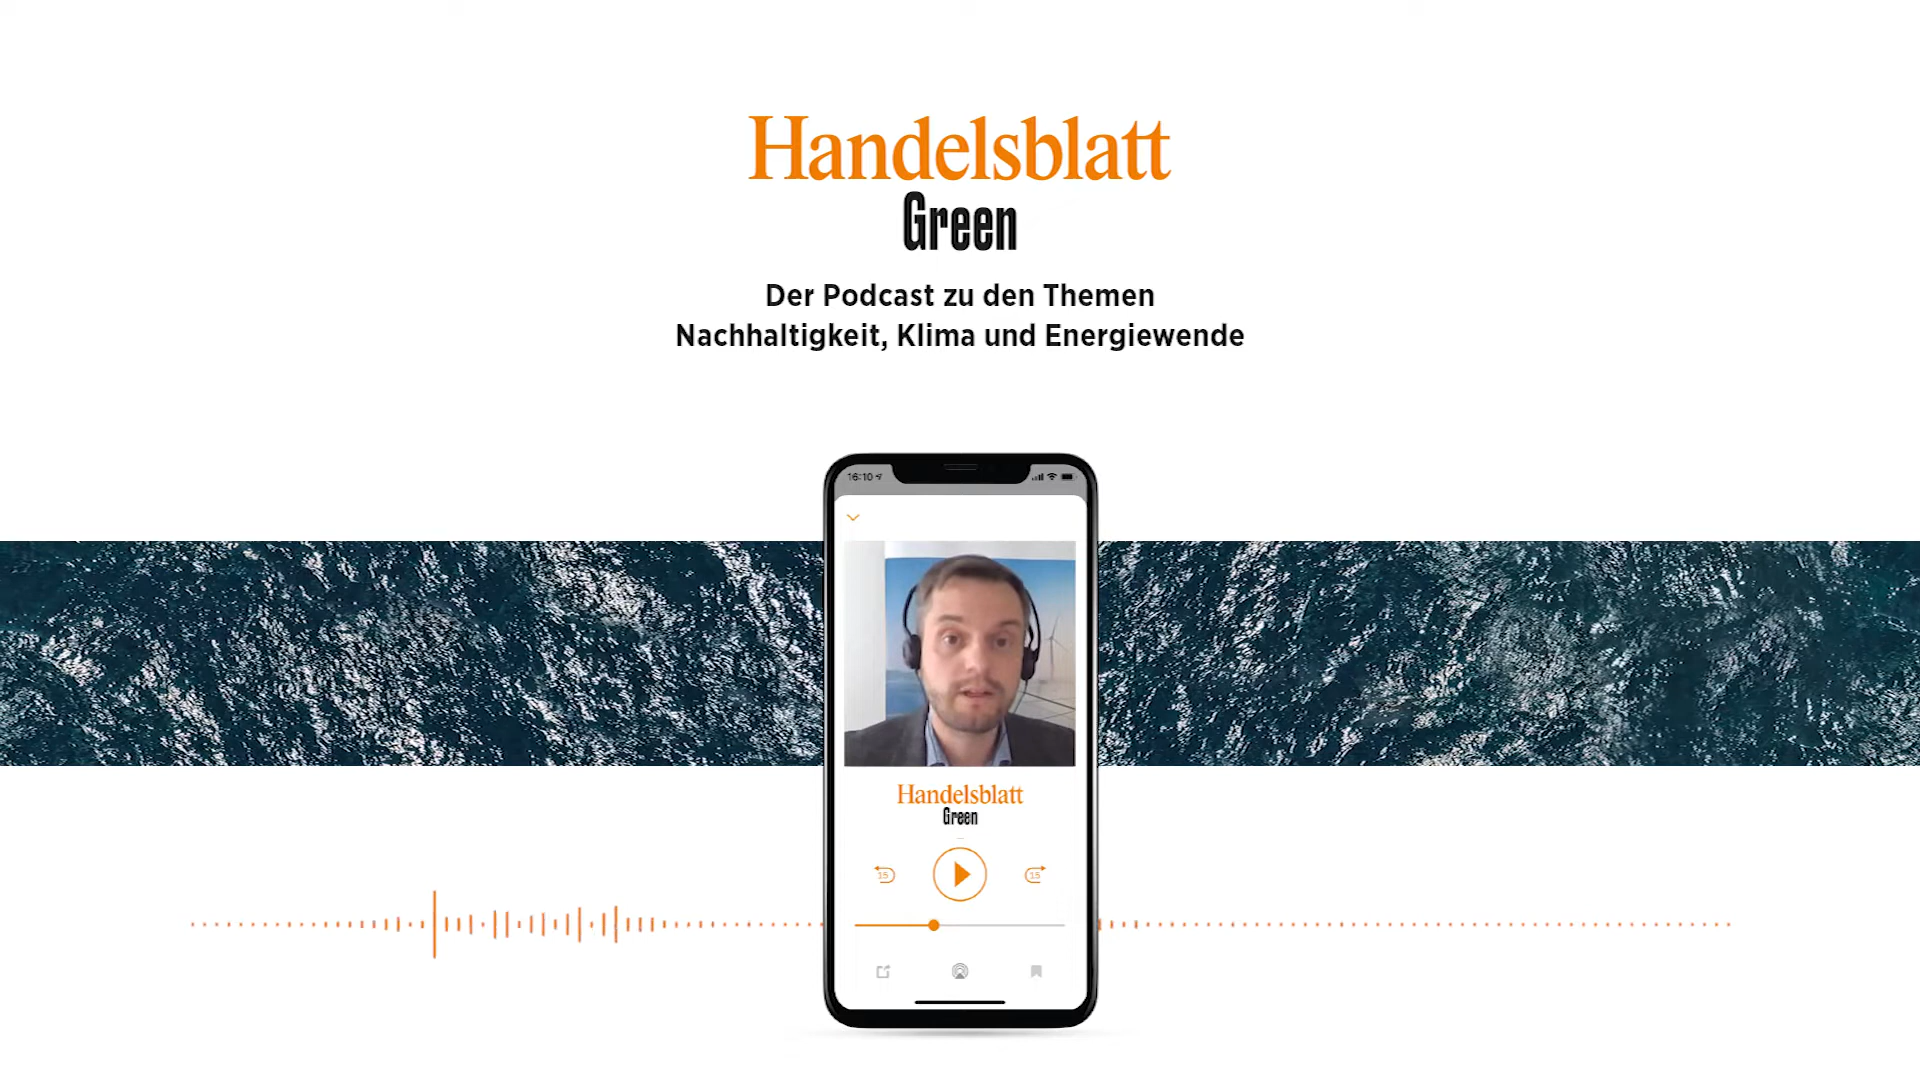 Handelsblatt
Green
Der Podcast zu den Themen
Nachhaltigkeit, Klima und Energiewende
16:10
Handelsblatt
Green
15
15